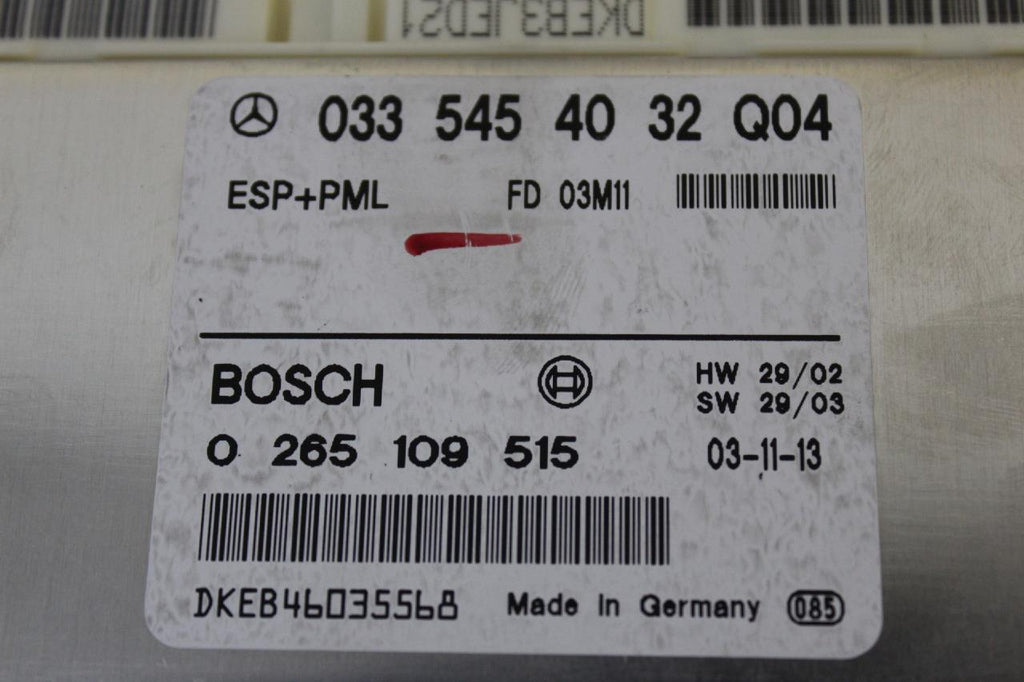 DKEB3JED21
033 545 40 32 Q04
ESP+PML FD 03M11
BOSCH HW 29/02
SW 29/03
0 265 109 515 03-11-13
DKEB46035568 Made in Germany 085